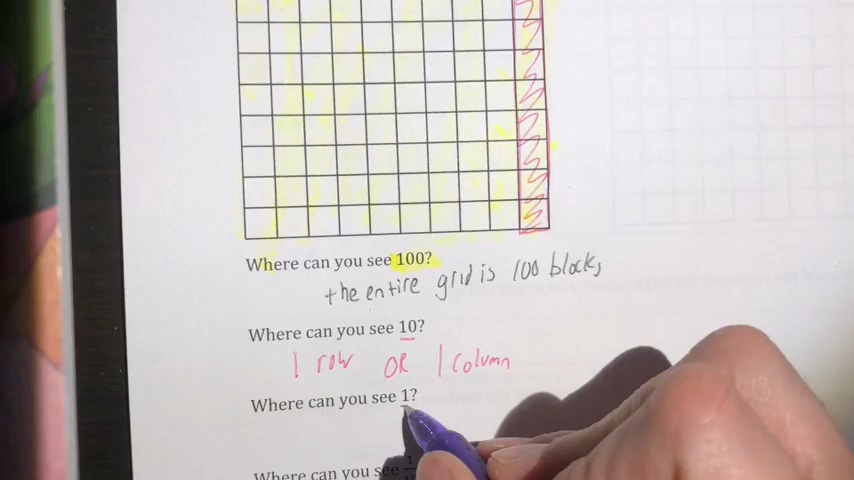 Where can you see 100?
the entire grid is 100 blocks
Where can you see 10?
1 row OR 1 column
Where can you see 1?
Where can you see